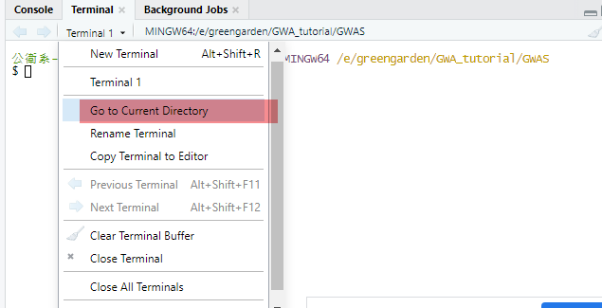 Console Terminal × Background Jobs ×
Terminal 1 MINGW64:/e/greengarden/GWA_tutorial/GWAS
New Terminal Alt+Shift+R
公衛系- MINGW64 /e/greengarden/GWA_tutorial/GWAS
$
Terminal 1
Go to Current Directory
Rename Terminal
Copy Terminal to Editor
Previous Terminal Alt+Shift+F11
Next Terminal Alt+Shift+F12
Clear Terminal Buffer
Close Terminal
Close All Terminals